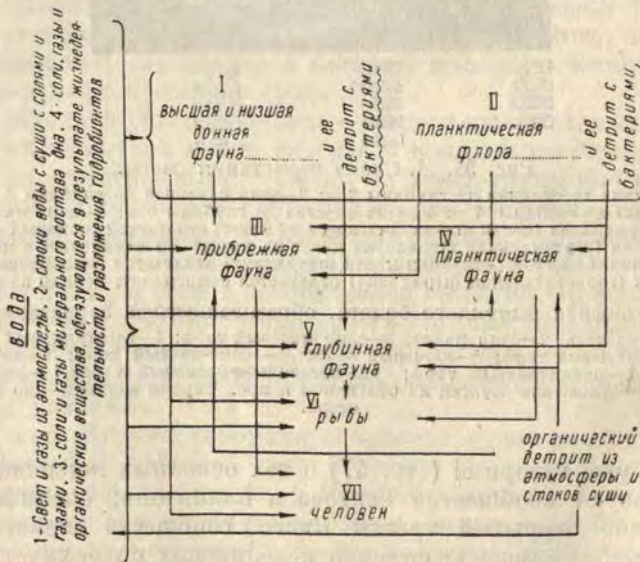 Вода
1-Свет и газы из атмосферы. 2-стоки воды с суши с солями и
газами. 3-соли и газы минерального состава дна. 4-соли, газы и
органические вещества, образующиеся в результате жизнедея-
тельности и разложения гидробионтов
I
высшая и низшая
донная
фауна
и ее
детрит с
бактериями
II
планктическая
флора
и ее
детрит с
бактериями,
III
прибрежная
фауна
IV
планктическая
фауна
V
глубинная
фауна
VI
рыбы
VII
человек
органический
детрит из
атмосферы и
стоков суши